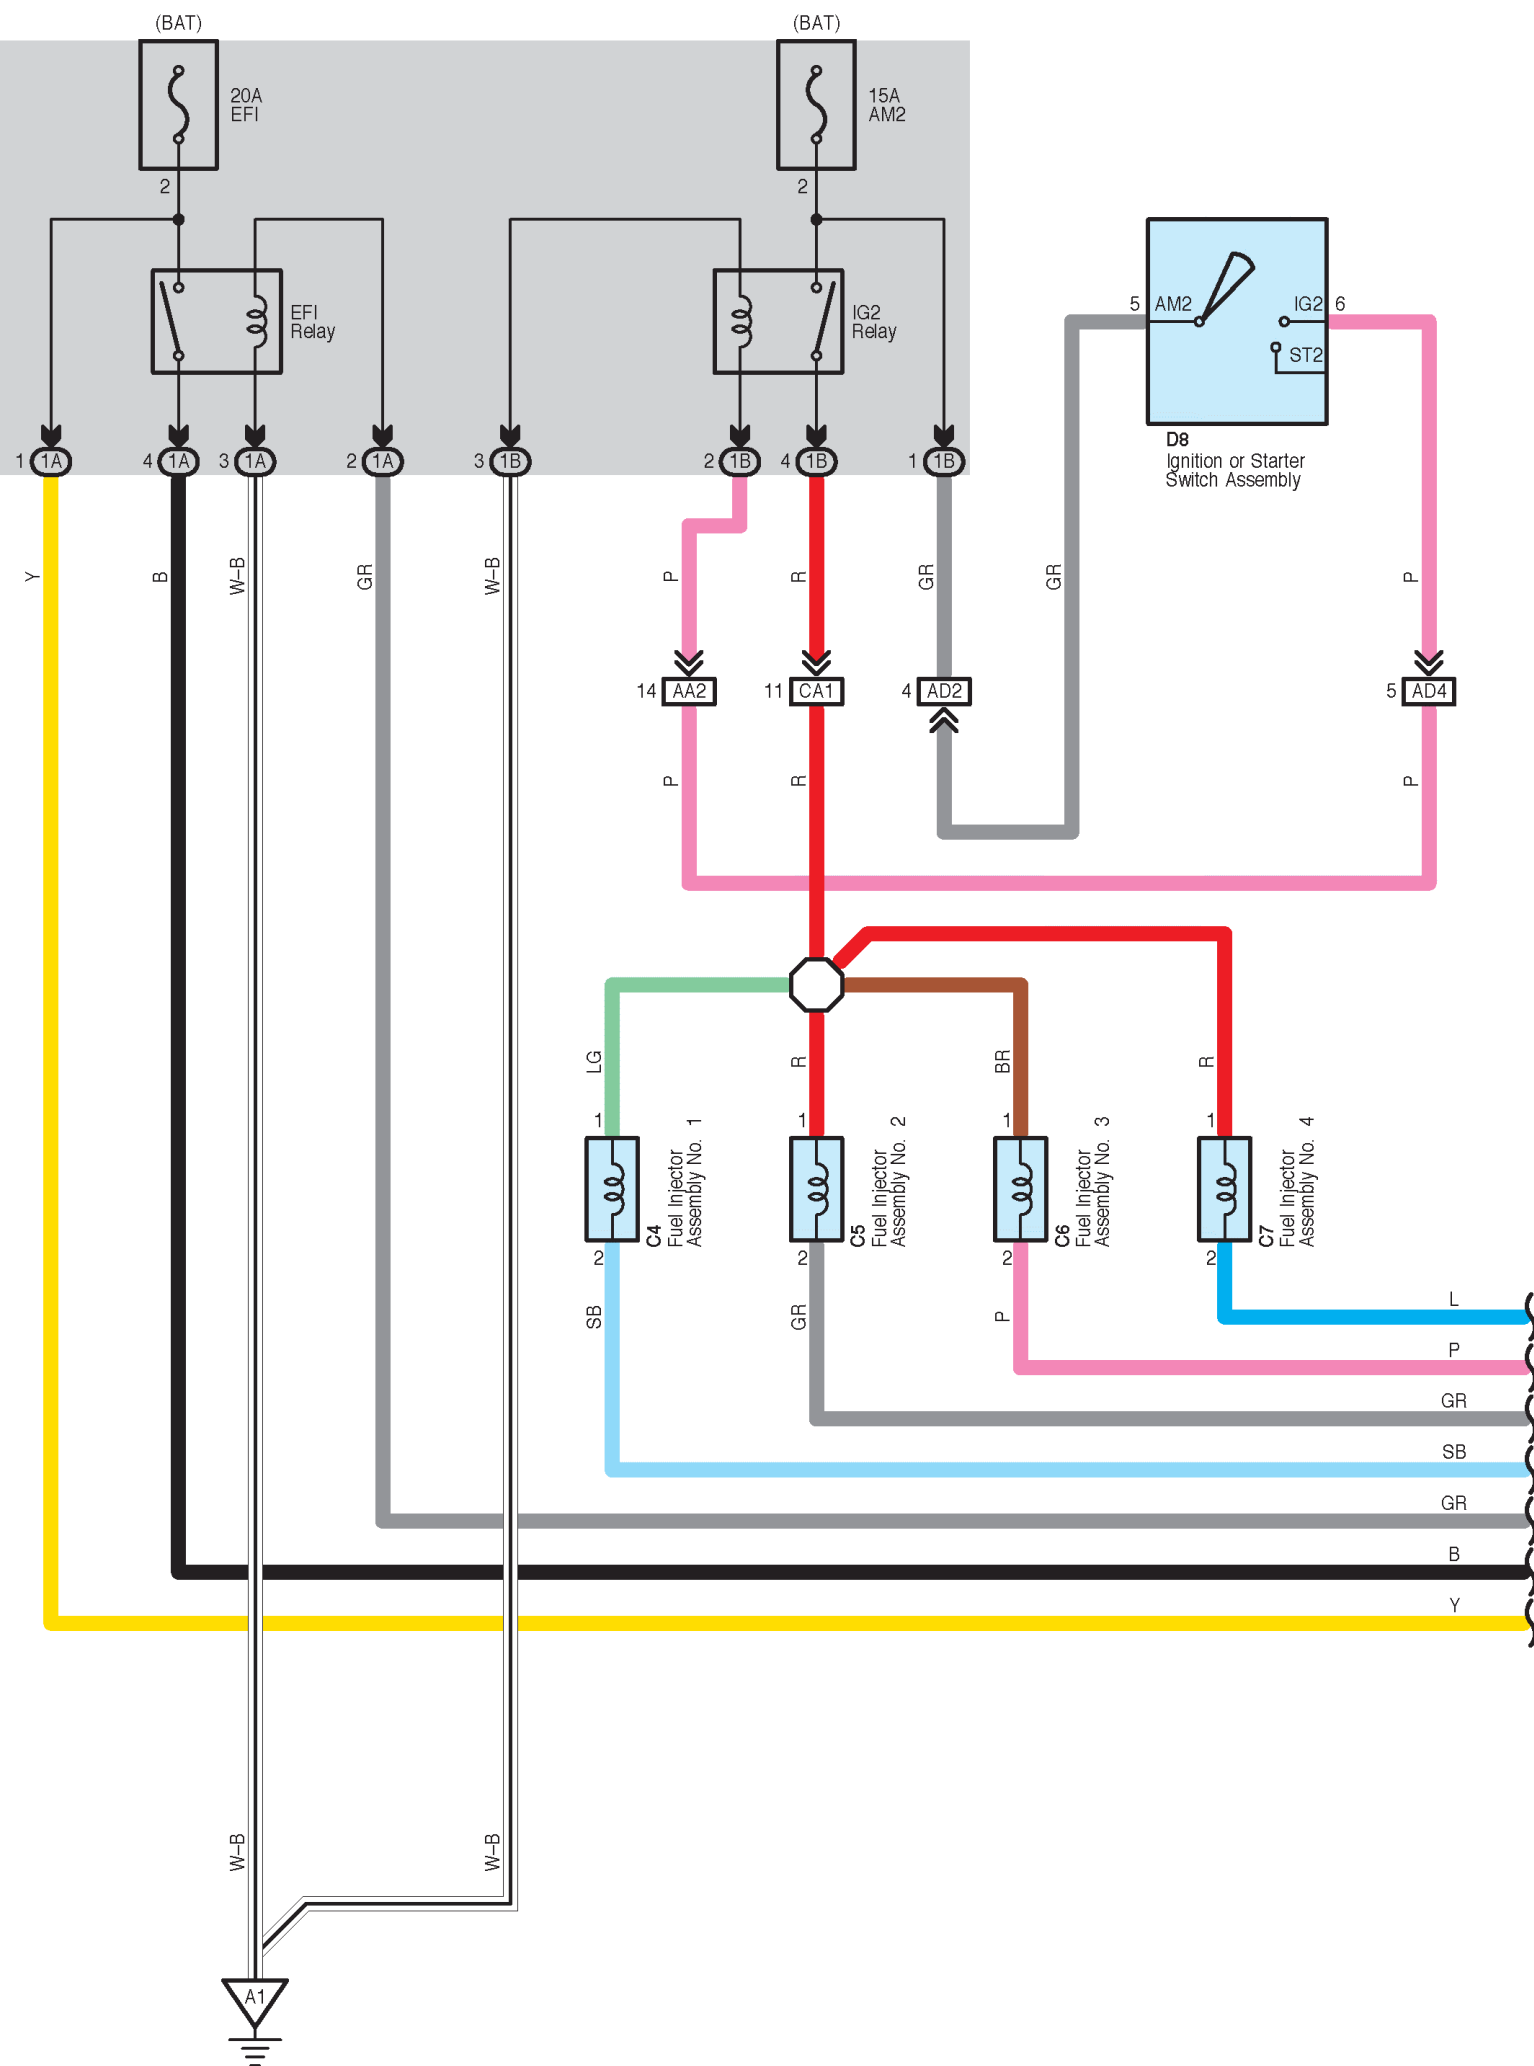 (BAT)
(BAT)
20A
EFI
15A
AM2
2
2
EFI
Relay
IG2
Relay
5
AM2
IG2
6
ST2
D8
Ignition or Starter
Switch Assembly
1
1A
4
1A
3
1A
2
1A
3
1B
2
1B
4
1B
1
1B
Y
B
W–B
GR
W–B
P
R
GR
GR
P
14
AA2
11
CA1
4
AD2
5
AD4
P
R
P
LG
R
BR
R
1
1
1
1
C4
Fuel Injector
Assembly No. 1
C5
Fuel Injector
Assembly No. 2
C6
Fuel Injector
Assembly No. 3
C7
Fuel Injector
Assembly No. 4
2
2
2
2
SB
GR
P
L
P
GR
SB
GR
B
Y
W–B
W–B
A1